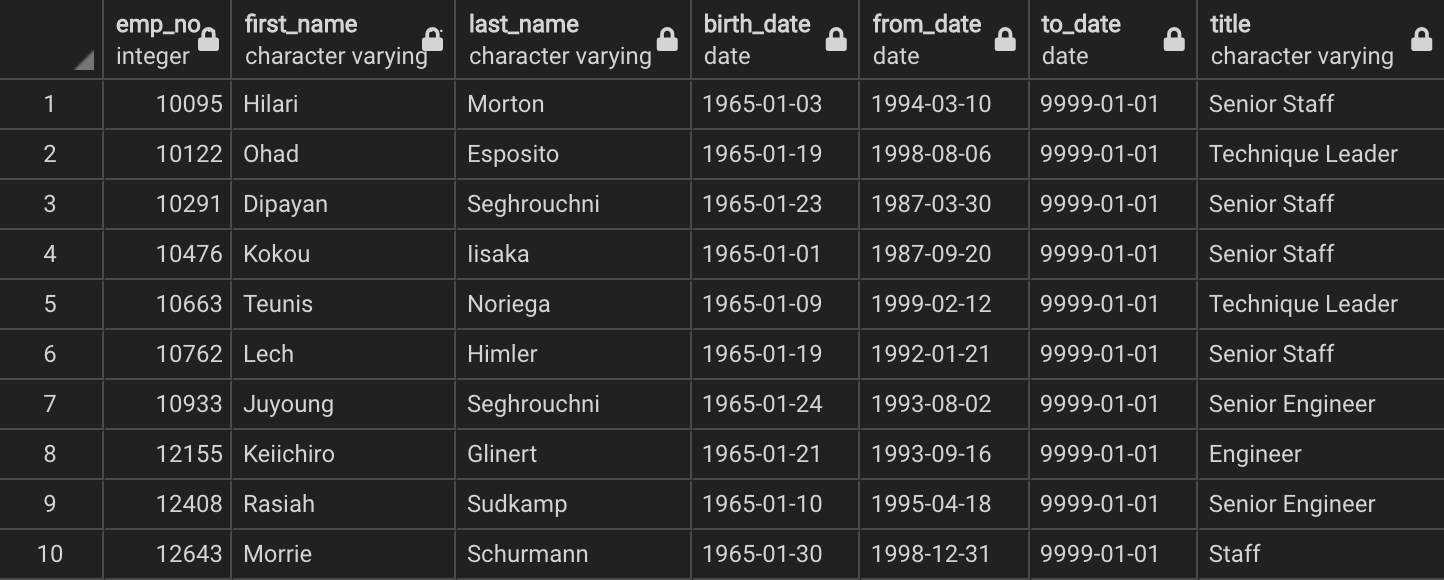 emp_no first_name last_name birth_date from_date to_date title
integer character varying character varying date date date character varying
1 10095 Hilari Morton 1965-01-03 1994-03-10 9999-01-01 Senior Staff
2 10122 Ohad Esposito 1965-01-19 1998-08-06 9999-01-01 Technique Leader
3 10291 Dipayan Seghrouchni 1965-01-23 1987-03-30 9999-01-01 Senior Staff
4 10476 Kokou Iisaka 1965-01-01 1987-09-20 9999-01-01 Senior Staff
5 10663 Teunis Noriega 1965-01-09 1999-02-12 9999-01-01 Technique Leader
6 10762 Lech Himler 1965-01-19 1992-01-21 9999-01-01 Senior Staff
7 10933 Juyoung Seghrouchni 1965-01-24 1993-08-02 9999-01-01 Senior Engineer
8 12155 Keiichiro Glinert 1965-01-21 1993-09-16 9999-01-01 Engineer
9 12408 Rasiah Sudkamp 1965-01-10 1995-04-18 9999-01-01 Senior Engineer
10 12643 Morrie Schurmann 1965-01-30 1998-12-31 9999-01-01 Staff